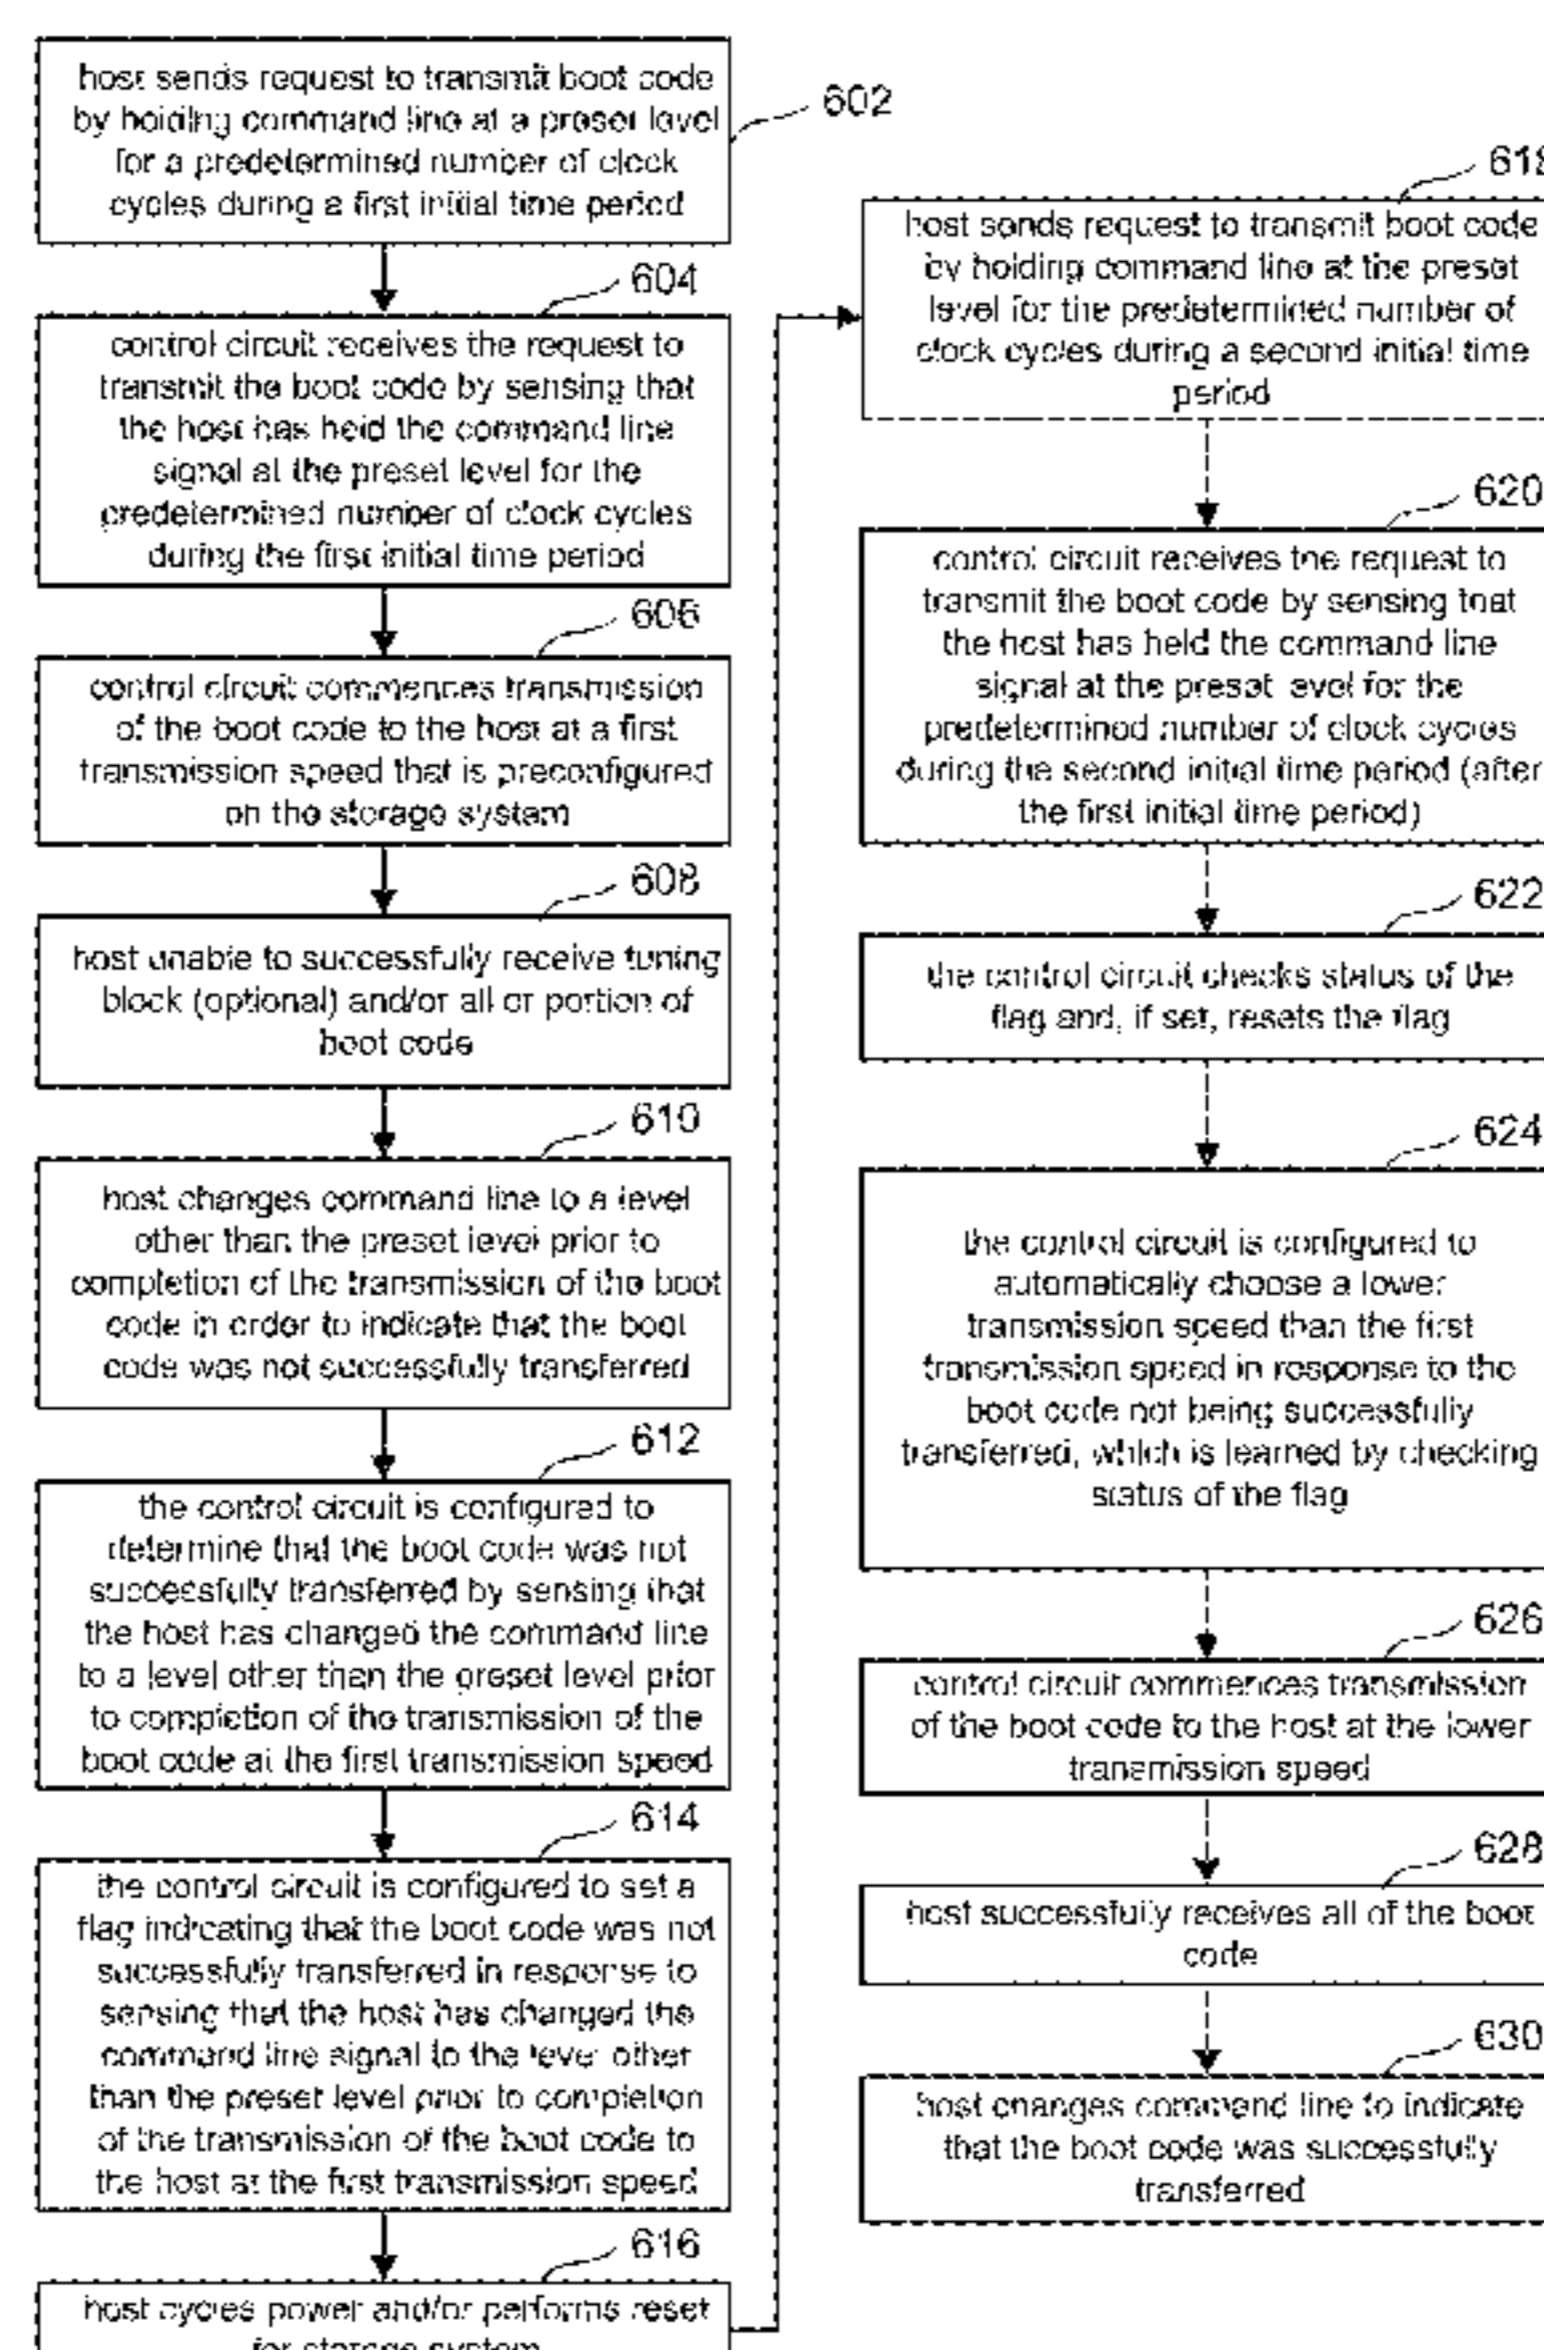 host sends request to transmit boot code
by holding command line at a preset level
for a predetermined number of clock
cycles during a first initial time period
602
604
control circuit receives the request to
transmit the boot code by sensing that
the host has held the command line
signal at the preset level for the
predetermined number of clock cycles
during the first initial time period
606
control circuit commences transmission
of the boot code to the host at a first
transmission speed that is preconfigured
on the storage system
608
host unable to successfully receive tuning
block (optional) and/or all or portion of
boot code
610
host changes command line to a level
other than the preset level prior to
completion of the transmission of the boot
code in order to indicate that the boot
code was not successfully transferred
612
the control circuit is configured to
determine that the boot code was not
successfully transferred by sensing that
the host has changed the command line
to a level other than the preset level prior
to completion of the transmission of the
boot code at the first transmission speed
614
the control circuit is configured to set a
flag indicating that the boot code was not
successfully transferred in response to
sensing that the host has changed the
command line signal to the level other
than the preset level prior to completion
of the transmission of the boot code to
the host at the first transmission speed
616
host cycles power and/or performs reset
for storage system
618
host sends request to transmit boot code
by holding command line at the preset
level for the predetermined number of
clock cycles during a second initial time
period
620
control circuit receives the request to
transmit the boot code by sensing that
the host has held the command line
signal at the preset level for the
predetermined number of clock cycles
during the second initial time period (after
the first initial time period)
622
the control circuit checks status of the
flag and, if set, resets the flag
624
the control circuit is configured to
automatically choose a lower
transmission speed than the first
transmission speed in response to the
boot code not being successfully
transferred, which is learned by checking
status of the flag
626
control circuit commences transmission
of the boot code to the host at the lower
transmission speed
628
host successfully receives all of the boot
code
630
host changes command line to indicate
that the boot code was successfully
transferred